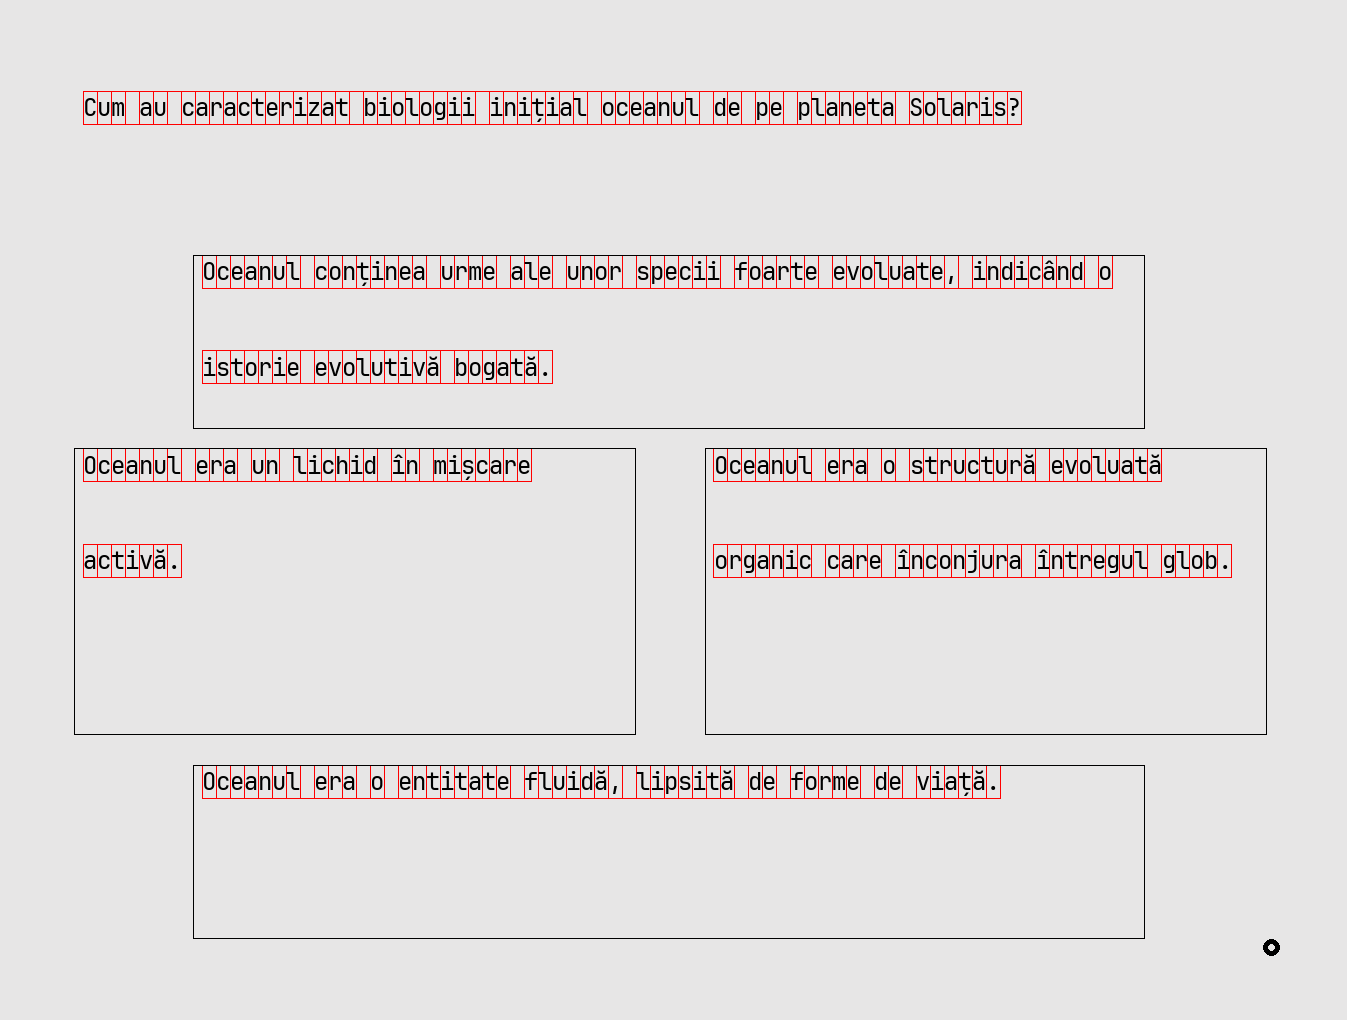 Cum au caracterizat biologii inițial oceanul de pe planeta Solaris?
Oceanul conținea urme ale unor specii foarte evoluate, indicând o
istorie evolutivă bogată.
Oceanul era un lichid în mișcare
activă.
Oceanul era o structură evoluată
organic care înconjura întregul glob.
Oceanul era o entitate fluidă, lipsită de forme de viață.